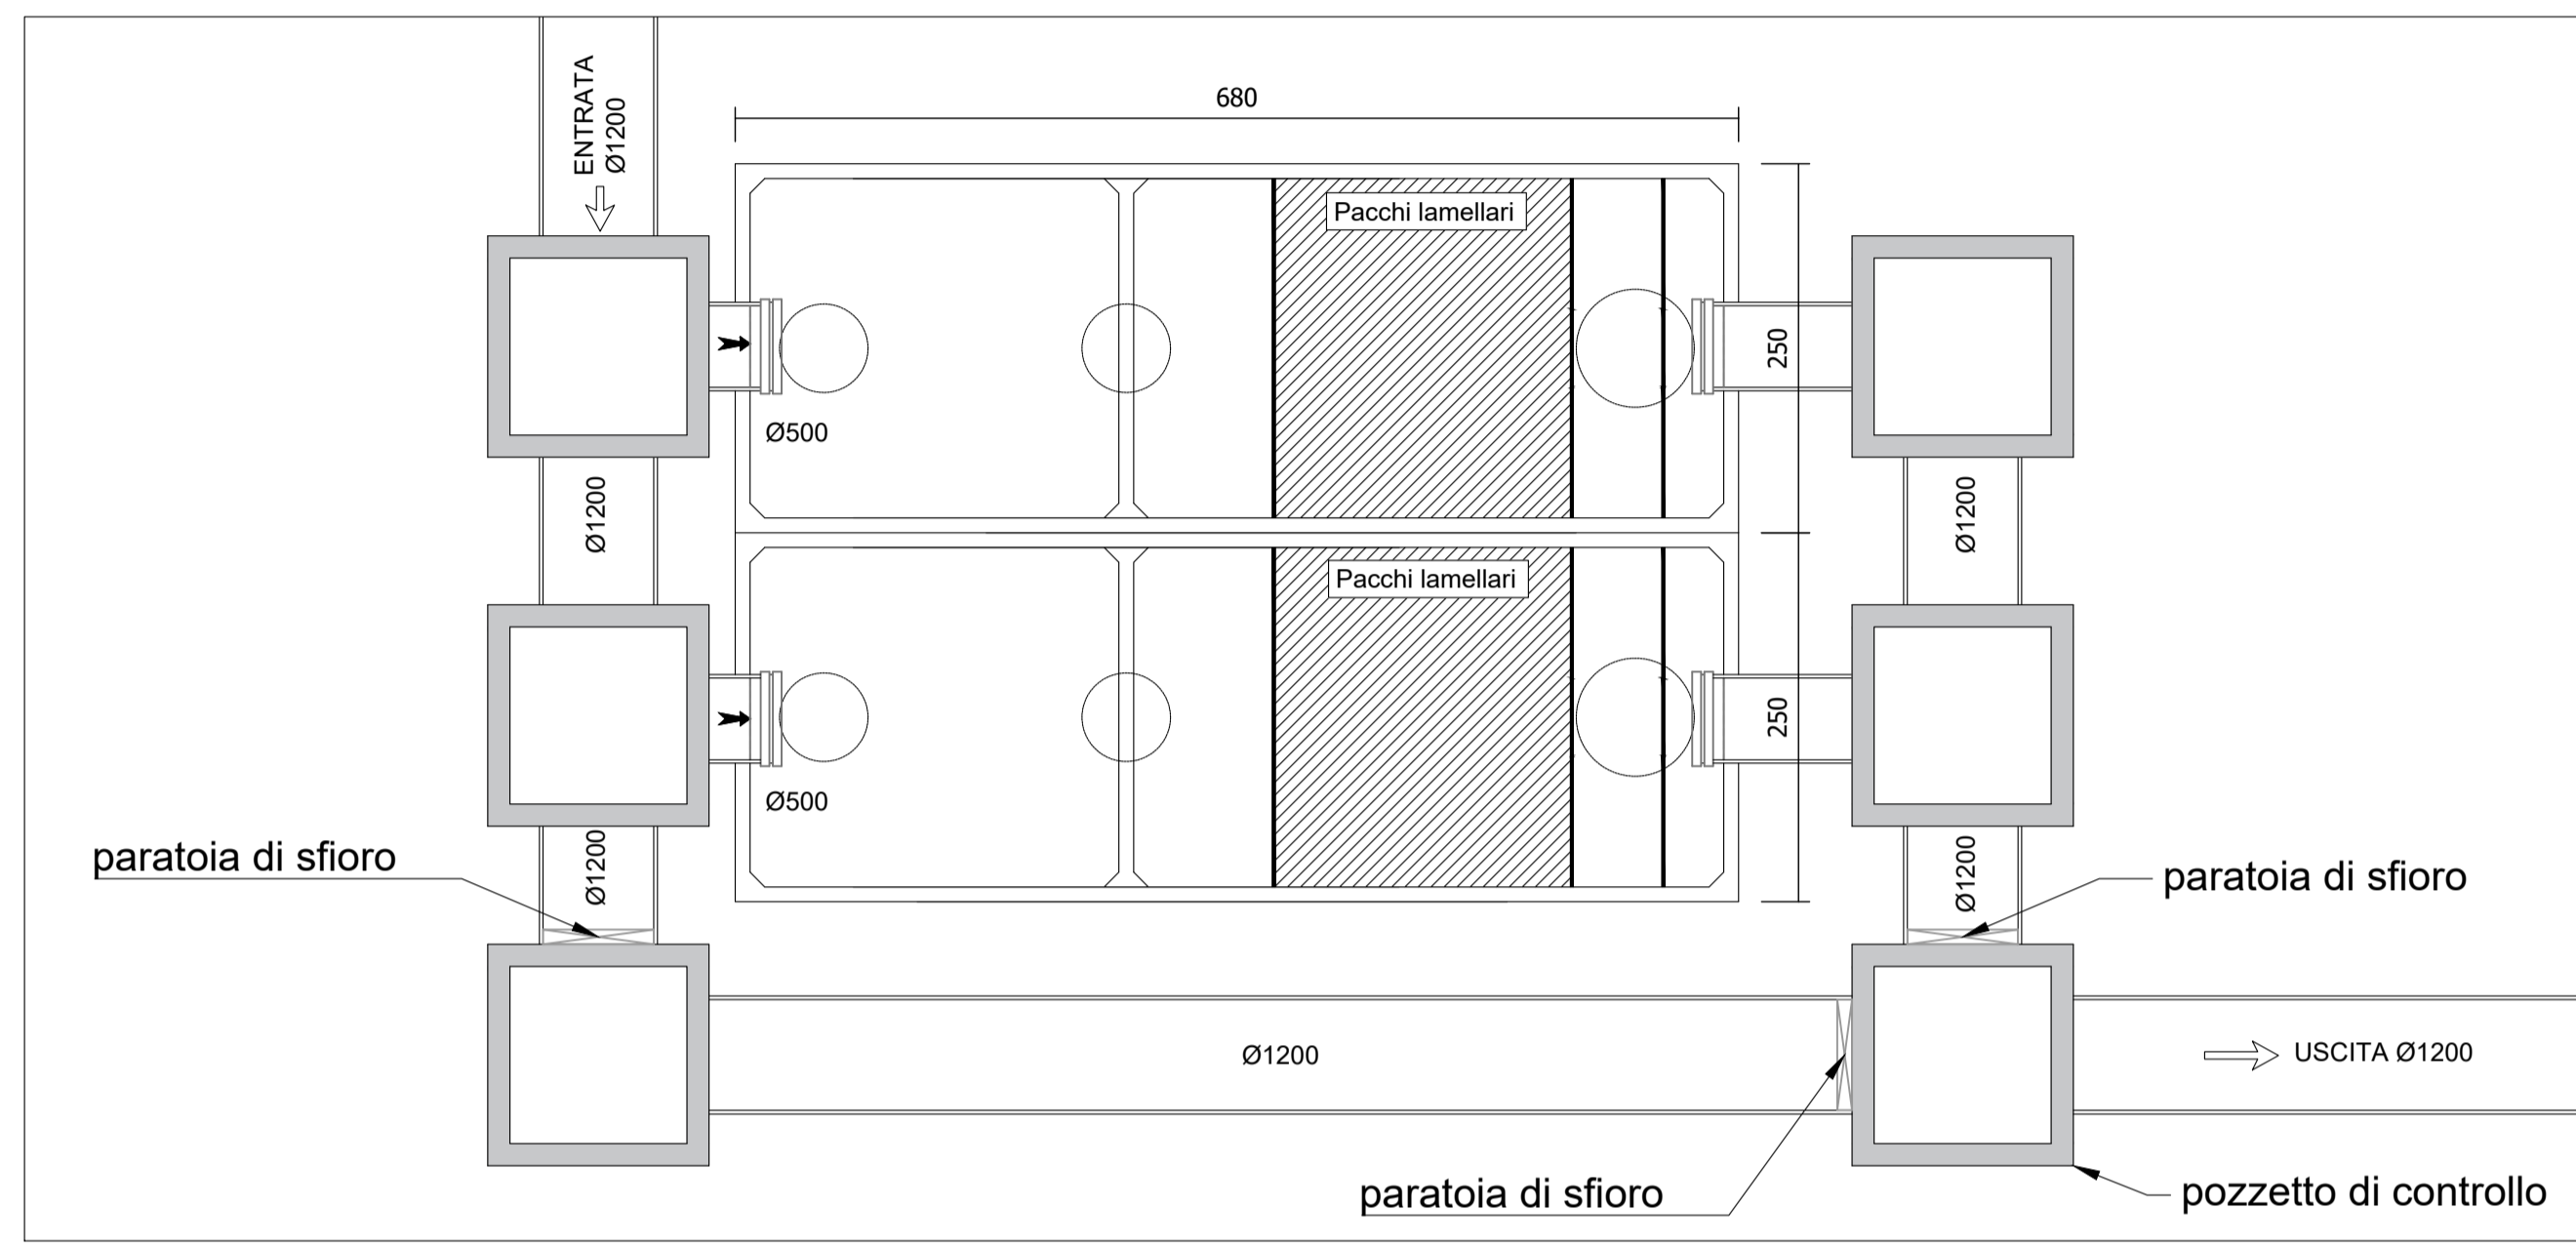 ENTRATA
Ø1200
680
Pacchi lamellari
250
Ø500
Ø1200
Ø1200
Pacchi lamellari
250
Ø500
paratoia di sfioro
Ø1200
Ø1200
paratoia di sfioro
Ø1200
USCITA Ø1200
paratoia di sfioro
pozzetto di controllo